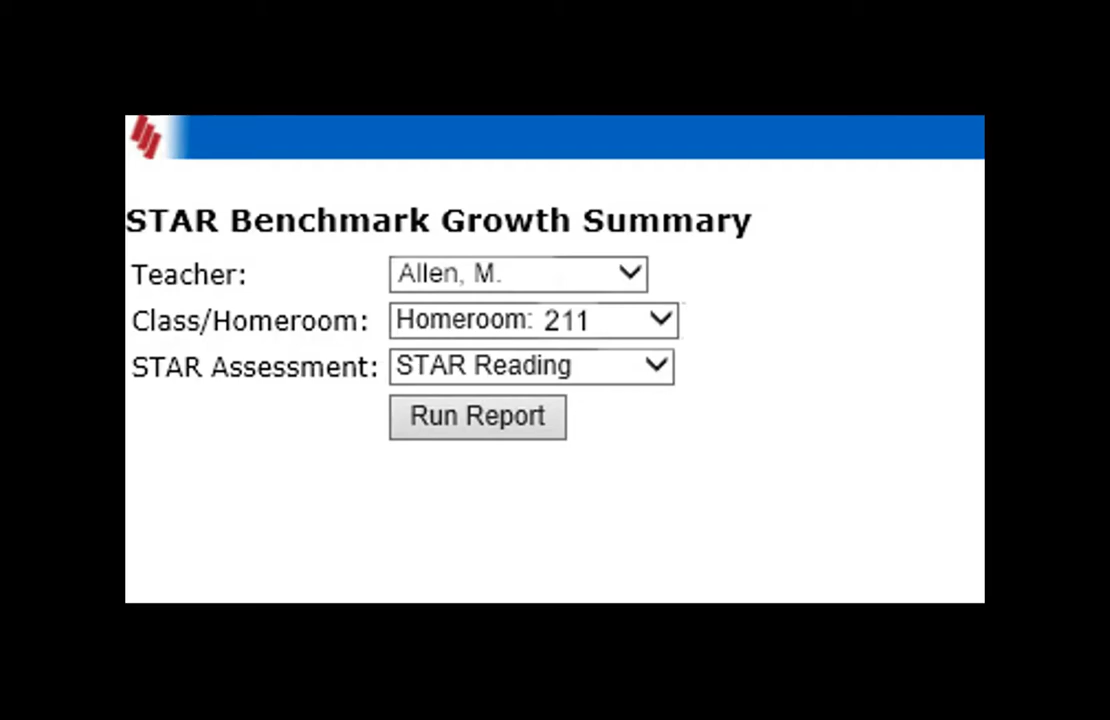 STAR Benchmark Growth Summary
Teacher: Allen, M.
Class/Homeroom: Homeroom: 211
STAR Assessment: STAR Reading
Run Report